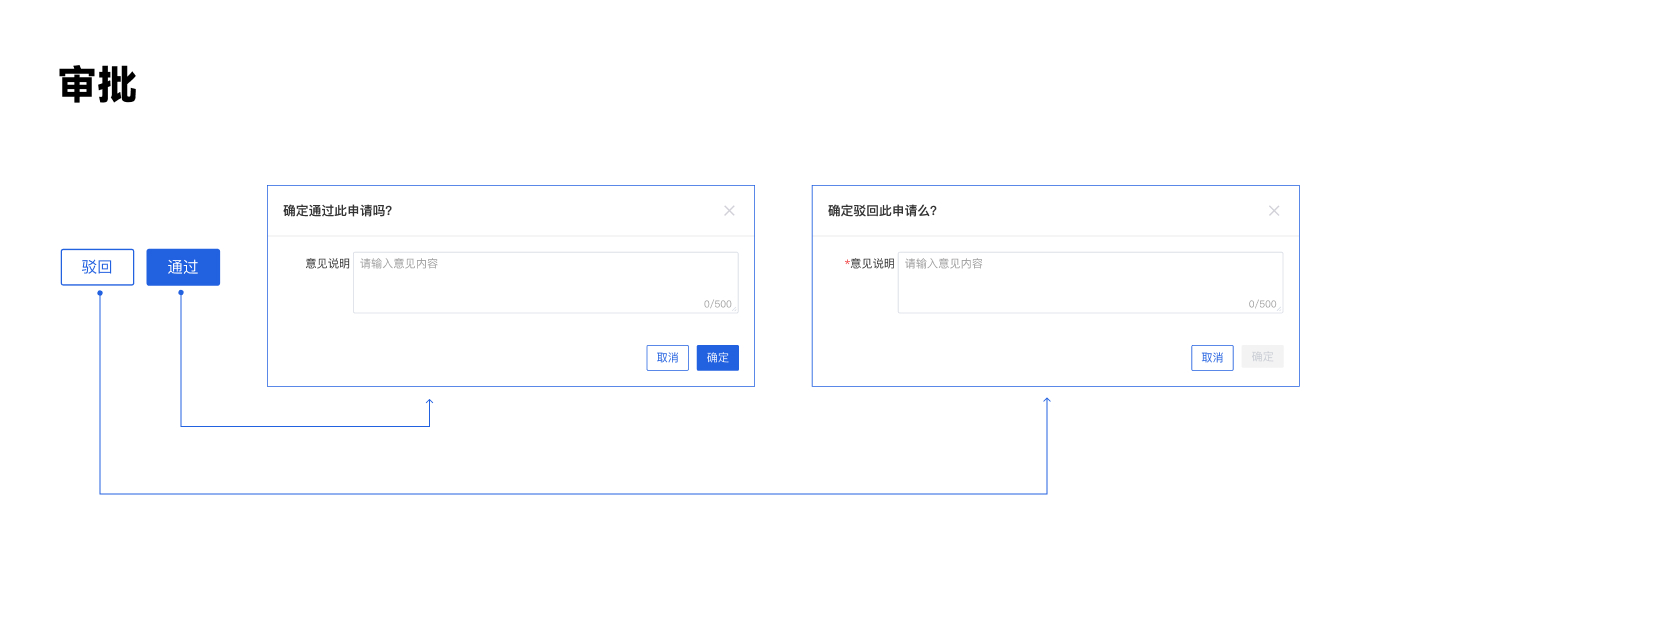 审批
驳回
通过
确定通过此申请吗?
意见说明
请输入意见内容
0/500
取消
确定
确定驳回此申请么?
*意见说明
请输入意见内容
0/500
取消
确定